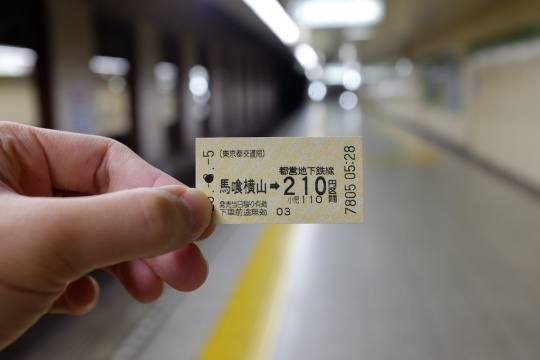 (東京都交通局)
都営地下鉄線
馬喰横山➡210円区間
小児110
発売当日限り有効
下車前途無効 03
7805 05:28